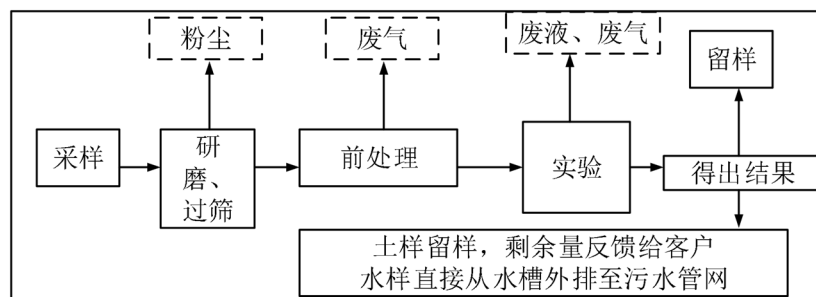 粉尘
废气
废液、废气
留样
采样
研
磨、
过筛
前处理
实验
得出结果
土样留样，剩余量反馈给客户
水样直接从水槽外排至污水管网